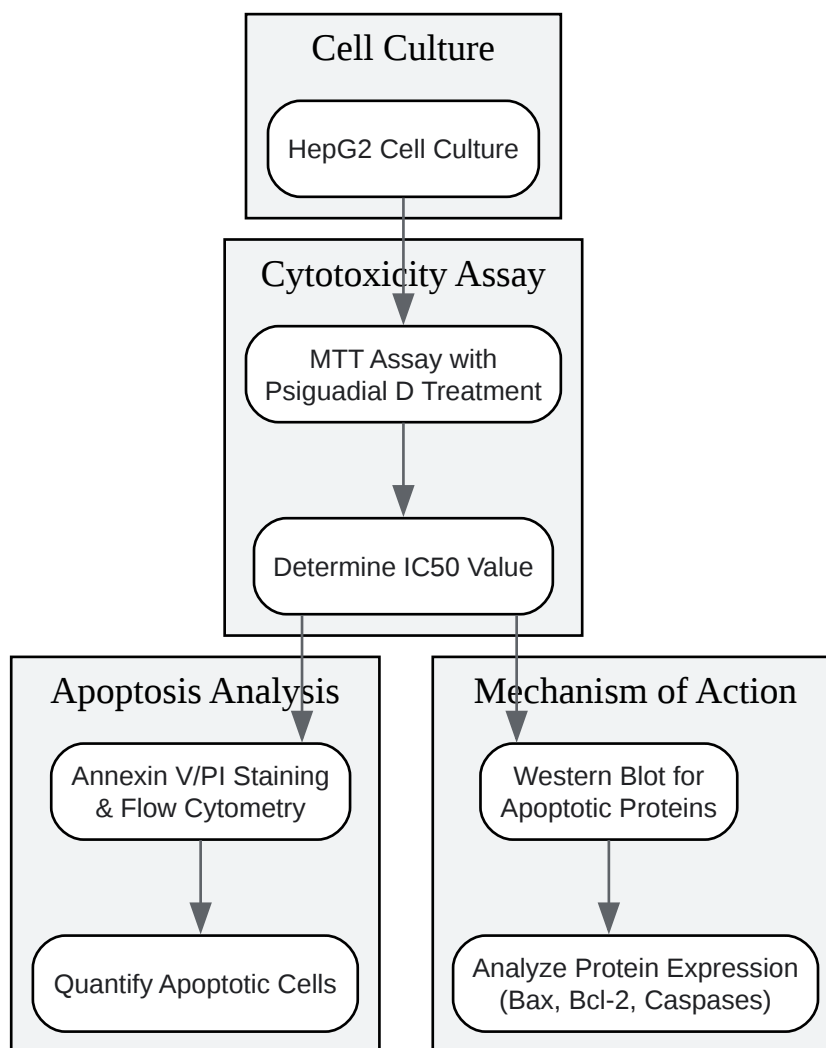 Cell Culture
HepG2 Cell Culture
Cytotoxicity Assay
MTT Assay with
Psiguadial D Treatment
Determine IC50 Value
Apoptosis Analysis
Annexin V/PI Staining
& Flow Cytometry
Quantify Apoptotic Cells
Mechanism of Action
Western Blot for
Apoptotic Proteins
Analyze Protein Expression
(Bax, Bcl-2, Caspases)